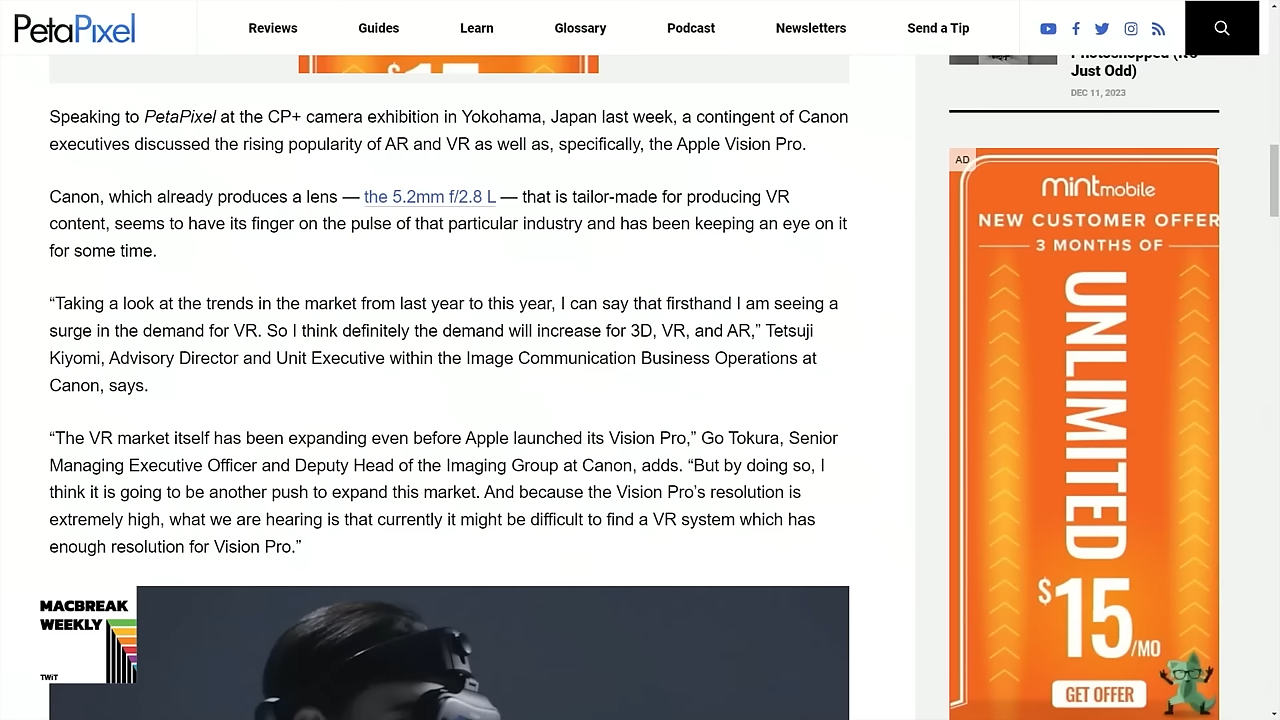 PetaPixel
Reviews
Guides
Learn
Glossary
Podcast
Newsletters
Send a Tip
Just Odd)
DEC 11, 2023
Speaking to PetaPixel at the CP+ camera exhibition in Yokohama, Japan last week, a contingent of Canon
executives discussed the rising popularity of AR and VR as well as, specifically, the Apple Vision Pro.
Canon, which already produces a lens — the 5.2mm f/2.8 L — that is tailor-made for producing VR
content, seems to have its finger on the pulse of that particular industry and has been keeping an eye on it
for some time.
“Taking a look at the trends in the market from last year to this year, I can say that firsthand I am seeing a
surge in the demand for VR. So I think definitely the demand will increase for 3D, VR, and AR,” Tetsuji
Kiyomi, Advisory Director and Unit Executive within the Image Communication Business Operations at
Canon, says.
“The VR market itself has been expanding even before Apple launched its Vision Pro,” Go Tokura, Senior
Managing Executive Officer and Deputy Head of the Imaging Group at Canon, adds. “But by doing so, I
think it is going to be another push to expand this market. And because the Vision Pro’s resolution is
extremely high, what we are hearing is that currently it might be difficult to find a VR system which has
enough resolution for Vision Pro.”
MACBREAK
WEEKLY
TWiT
AD
mint mobile
NEW CUSTOMER OFFER
3 MONTHS OF
UNLIMITED
$15/MO
GET OFFER